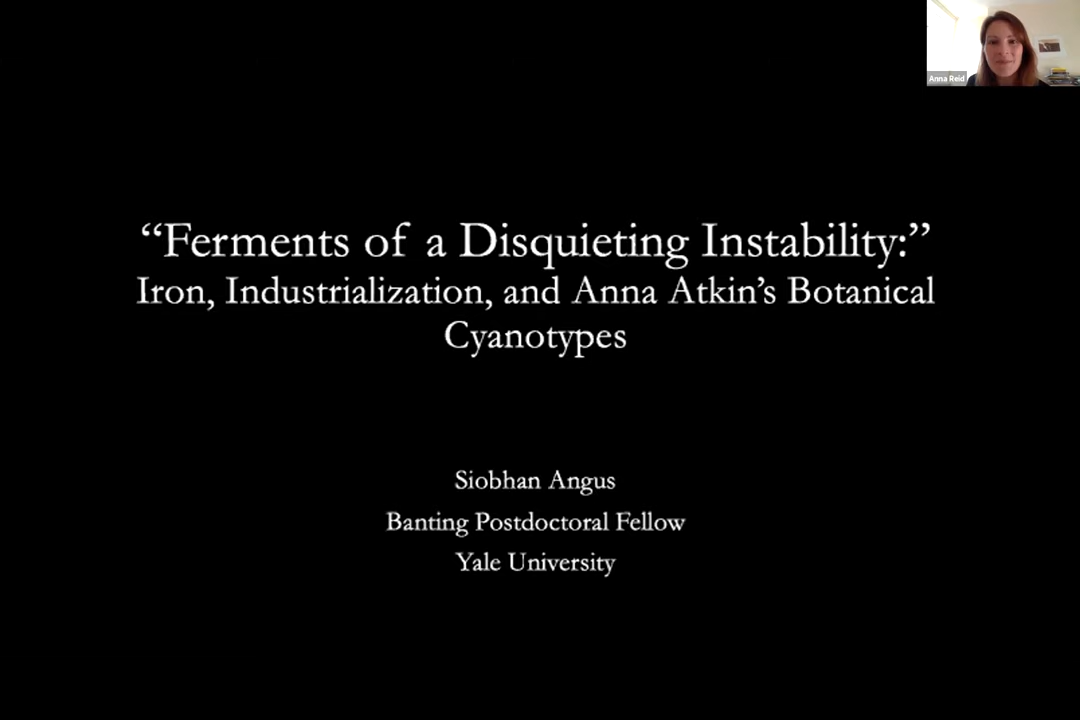 “Ferments of a Disquieting Instability:”
Iron, Industrialization, and Anna Atkin’s Botanical
Cyanotypes
Siobhan Angus
Banting Postdoctoral Fellow
Yale University
Anna Reid